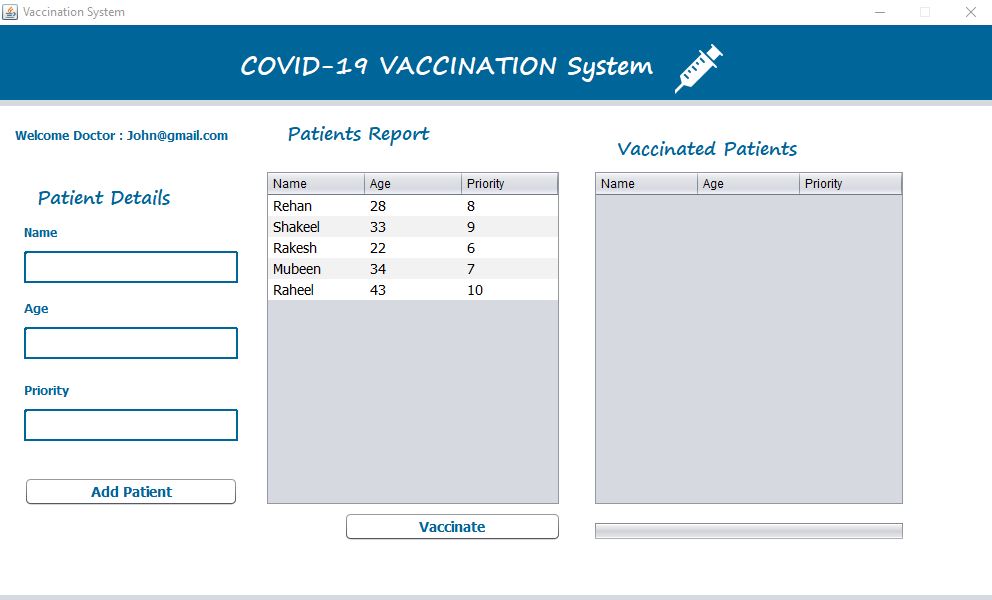 Vaccination System
COVID-19 VACCINATION System
Welcome Doctor : John@gmail.com
Patient Details
Name
Age
Priority
Add Patient
Patients Report
Name Age Priority
Rehan 28 8
Shakeel 33 9
Rakesh 22 6
Mubeen 34 7
Raheel 43 10
Vaccinate
Vaccinated Patients
Name Age Priority